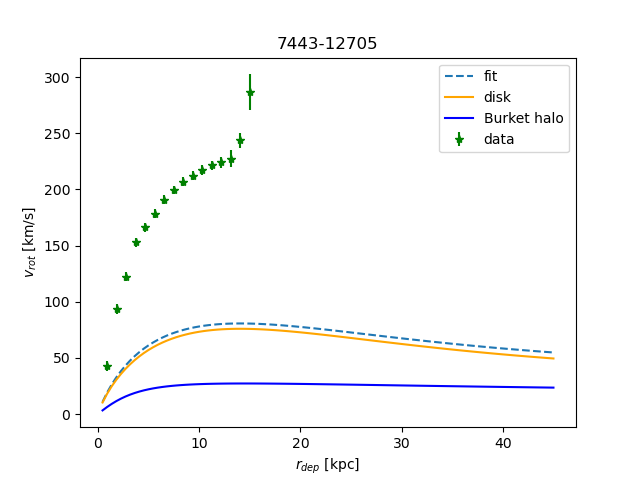 7443-12705
300
250
200
150
100
50
0
v_rot [km/s]
fit
disk
Burket halo
data
0 10 20 30 40
r_dep [kpc]